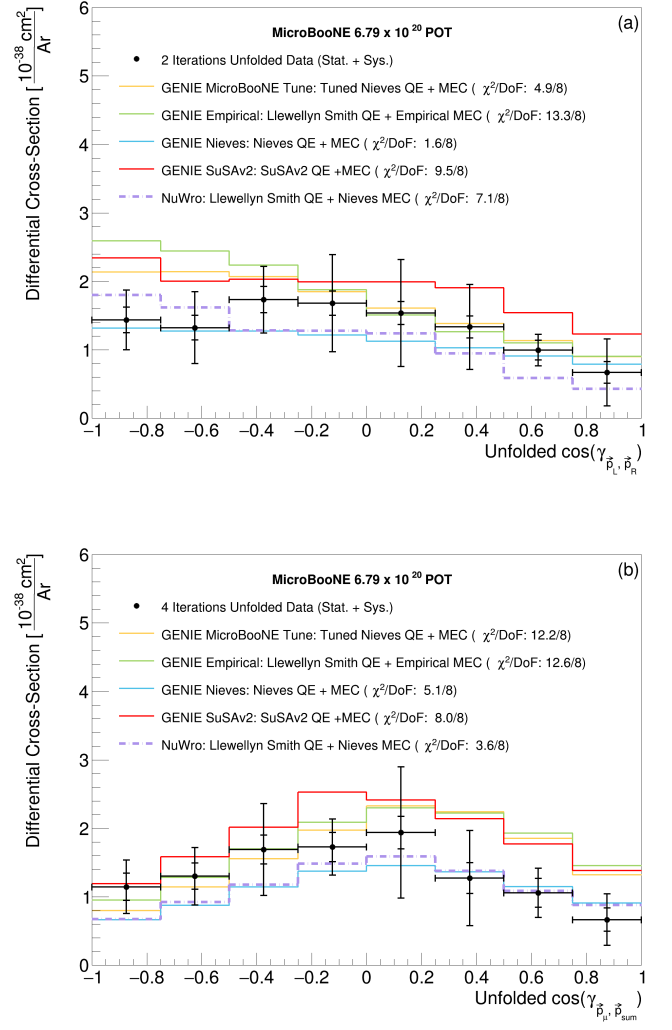 (a)
MicroBooNE 6.79 x 10 20 POT
2 Iterations Unfolded Data (Stat. + Sys.)
GENIE MicroBooNE Tune: Tuned Nieves QE + MEC ( χ2/DoF: 4.9/8)
GENIE Empirical: Llewellyn Smith QE + Empirical MEC ( χ2/DoF: 13.3/8)
GENIE Nieves: Nieves QE + MEC ( χ2/DoF: 1.6/8)
GENIE SuSAv2: SuSAv2 QE +MEC ( χ2/DoF: 9.5/8)
NuWro: Llewellyn Smith QE + Nieves MEC ( χ2/DoF: 7.1/8)
Differential Cross-Section [ 10-38 cm2 / Ar ]
6
5
4
3
2
1
0
−1 −0.8 −0.6 −0.4 −0.2 0 0.2 0.4 0.6 0.8 1
Unfolded cos(γp⃗L, p⃗R)
(b)
MicroBooNE 6.79 x 10 20 POT
4 Iterations Unfolded Data (Stat. + Sys.)
GENIE MicroBooNE Tune: Tuned Nieves QE + MEC ( χ2/DoF: 12.2/8)
GENIE Empirical: Llewellyn Smith QE + Empirical MEC ( χ2/DoF: 12.6/8)
GENIE Nieves: Nieves QE + MEC ( χ2/DoF: 5.1/8)
GENIE SuSAv2: SuSAv2 QE +MEC ( χ2/DoF: 8.0/8)
NuWro: Llewellyn Smith QE + Nieves MEC ( χ2/DoF: 3.6/8)
Differential Cross-Section [ 10-38 cm2 / Ar ]
6
5
4
3
2
1
0
−1 −0.8 −0.6 −0.4 −0.2 0 0.2 0.4 0.6 0.8 1
Unfolded cos(γp⃗μ, p⃗sum)